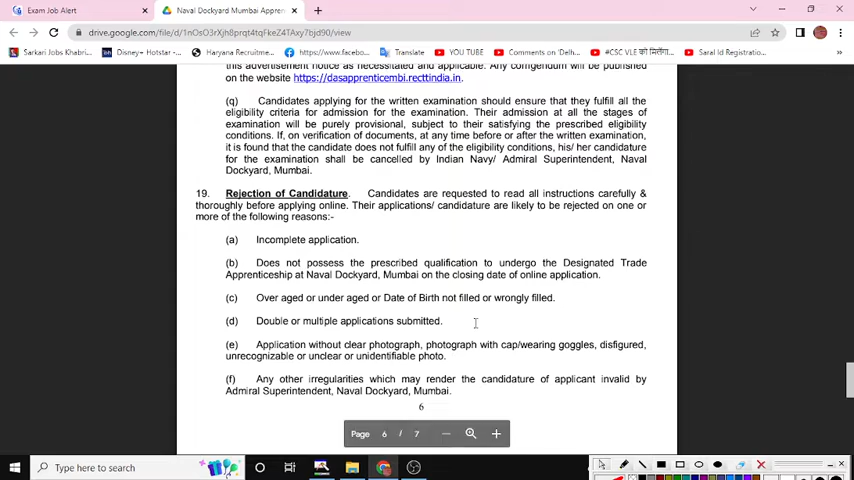 Exam Job Alert
Naval Dockyard Mumbai Appren
drive.google.com/file/d/1nOsO3rXjh8prqt4tqFkeZ4TAxy7bjd90/view
Sarkari Jobs Khabri...
Disney+ Hotstar -...
Haryana Recruitme...
https://www.facebo...
Translate
YOU TUBE
Comments on 'Delh...
#CSC VLE को मिलेंगा...
Saral Id Registratio...
this advertisement notice as necessitated and applicable. Any corrigendum will be published
on the website https://dasapprenticembi.recttindia.in.
(q) Candidates applying for the written examination should ensure that they fulfill all the
eligibility criteria for admission for the examination. Their admission at all the stages of
examination will be purely provisional, subject to their satisfying the prescribed eligibility
conditions. If, on verification of documents, at any time before or after the written examination,
it is found that the candidate does not fulfill any of the eligibility conditions, his/ her candidature
for the examination shall be cancelled by Indian Navy/ Admiral Superintendent, Naval
Dockyard, Mumbai.
19. Rejection of Candidature. Candidates are requested to read all instructions carefully &
thoroughly before applying online. Their applications/ candidature are likely to be rejected on one or
more of the following reasons:-
(a) Incomplete application.
(b) Does not possess the prescribed qualification to undergo the Designated Trade
Apprenticeship at Naval Dockyard, Mumbai on the closing date of online application.
(c) Over aged or under aged or Date of Birth not filled or wrongly filled.
(d) Double or multiple applications submitted.
(e) Application without clear photograph, photograph with cap/wearing goggles, disfigured,
unrecognizable or unclear or unidentifiable photo.
(f) Any other irregularities which may render the candidature of applicant invalid by
Admiral Superintendent, Naval Dockyard, Mumbai.
6
Page 6 / 7
Type here to search